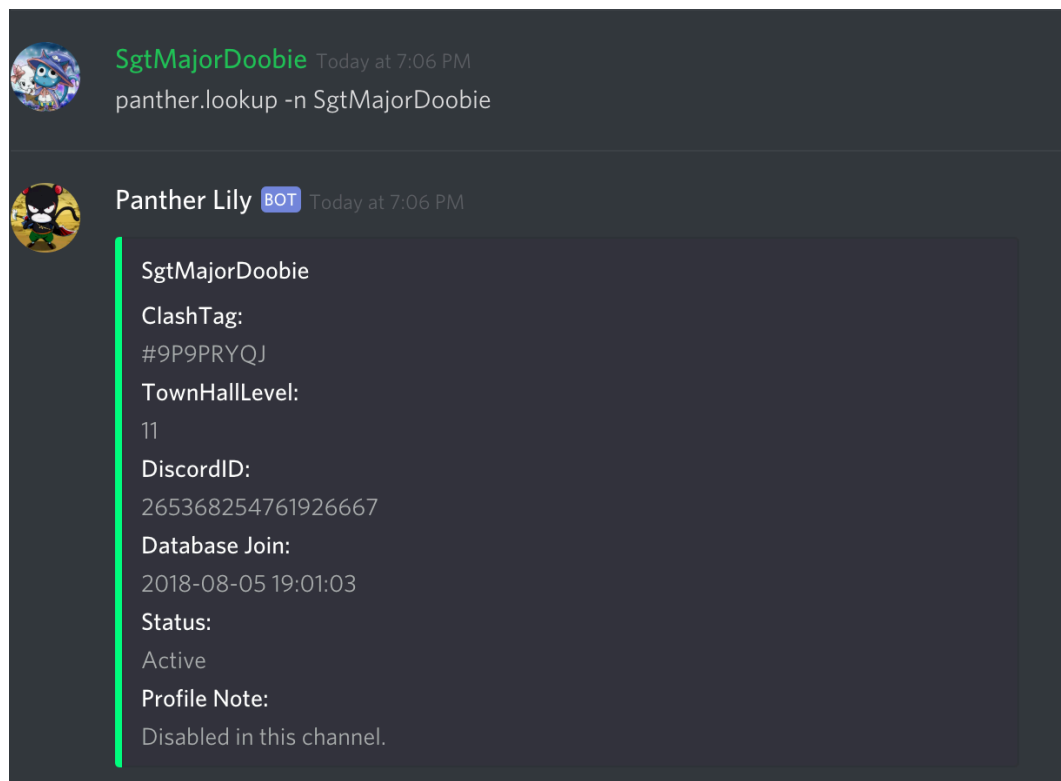 SgtMajorDoobie Today at 7:06 PM
panther.lookup -n SgtMajorDoobie
Panther Lily BOT Today at 7:06 PM
SgtMajorDoobie
ClashTag:
#9P9PRYQJ
TownHallLevel:
11
DiscordID:
265368254761926667
Database Join:
2018-08-05 19:01:03
Status:
Active
Profile Note:
Disabled in this channel.